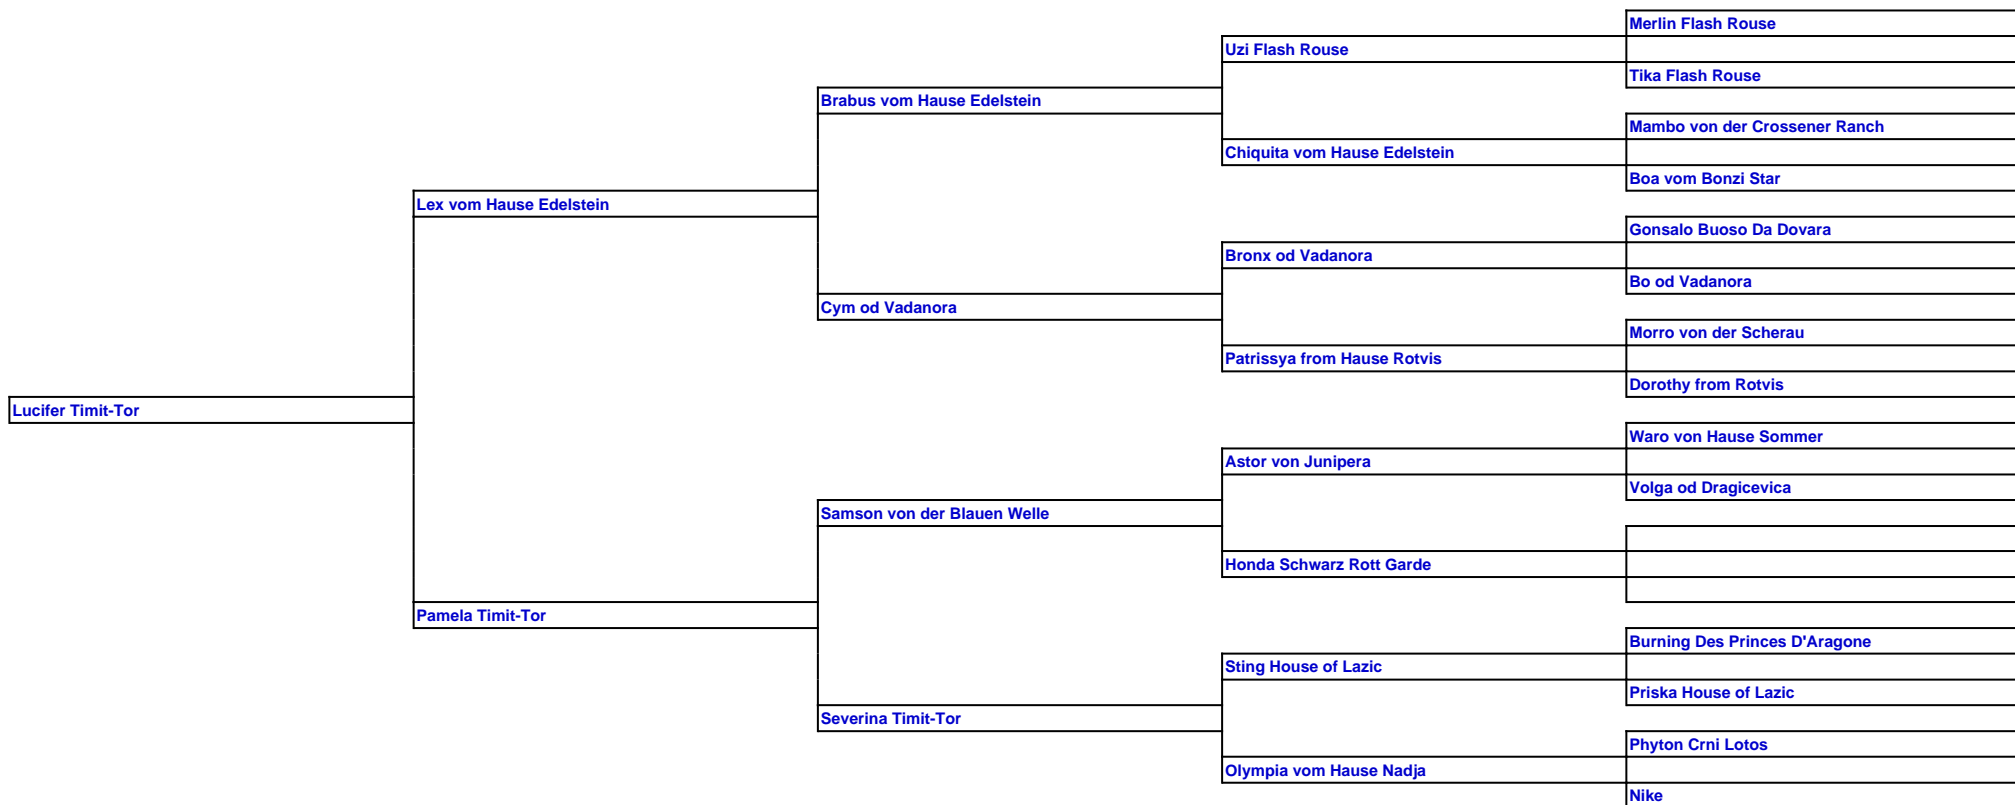 Merlin Flash Rouse
Uzi Flash Rouse
Tika Flash Rouse
Brabus vom Hause Edelstein
Mambo von der Crossener Ranch
Chiquita vom Hause Edelstein
Boa vom Bonzi Star
Lex vom Hause Edelstein
Gonsalo Buoso Da Dovara
Bronx od Vadanora
Bo od Vadanora
Cym od Vadanora
Morro von der Scherau
Patrissya from Hause Rotvis
Dorothy from Rotvis
Lucifer Timit-Tor
Waro von Hause Sommer
Astor von Junipera
Volga od Dragicevica
Samson von der Blauen Welle
Honda Schwarz Rott Garde
Pamela Timit-Tor
Burning Des Princes D'Aragone
Sting House of Lazic
Priska House of Lazic
Severina Timit-Tor
Phyton Crni Lotos
Olympia vom Hause Nadja
Nike